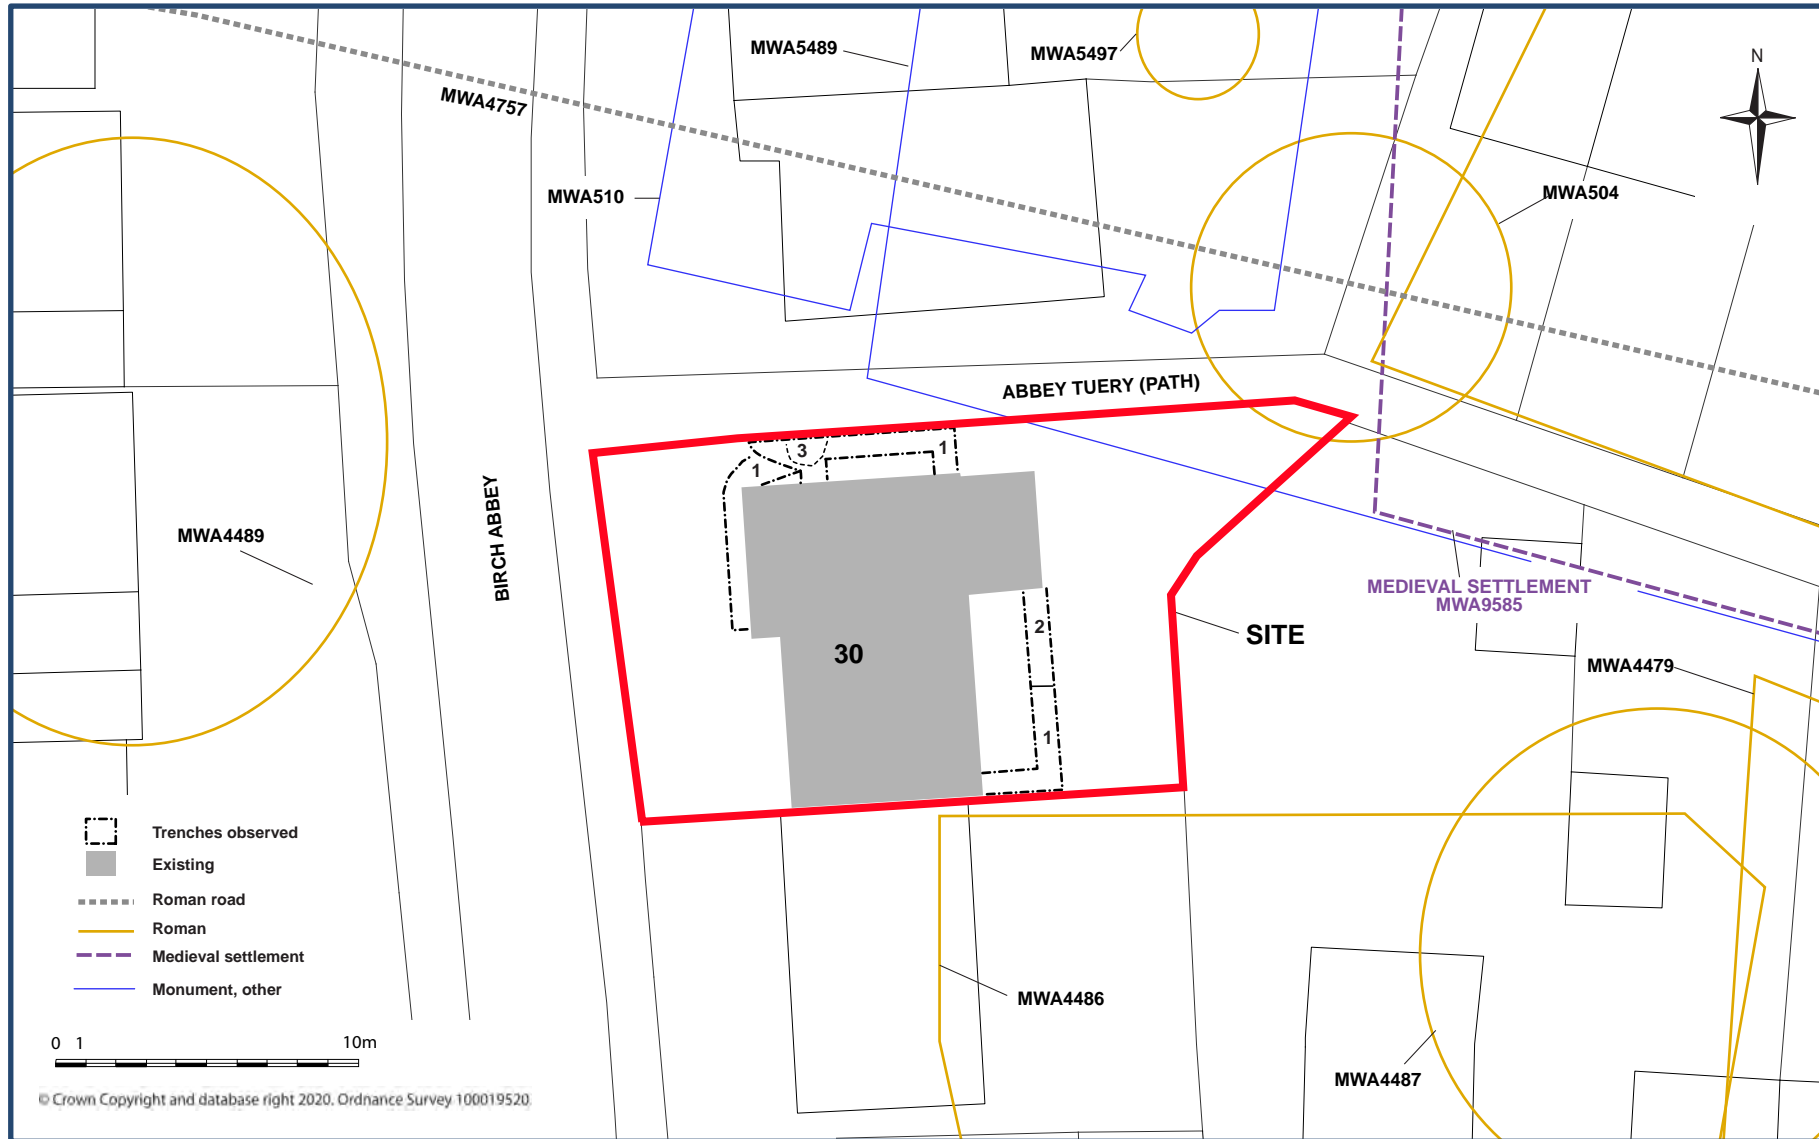 MWA5489
MWA5497
N
MWA4757
MWA510
MWA504
ABBEY TUERY (PATH)
3
1
1
BIRCH ABBEY
MWA4489
MEDIEVAL SETTLEMENT
MWA9585
2
SITE
30
MWA4479
1
Trenches observed
Existing
Roman road
Roman
Medieval settlement
Monument, other
MWA4486
0 1 10m
MWA4487
© Crown Copyright and database right 2020. Ordnance Survey 100019520